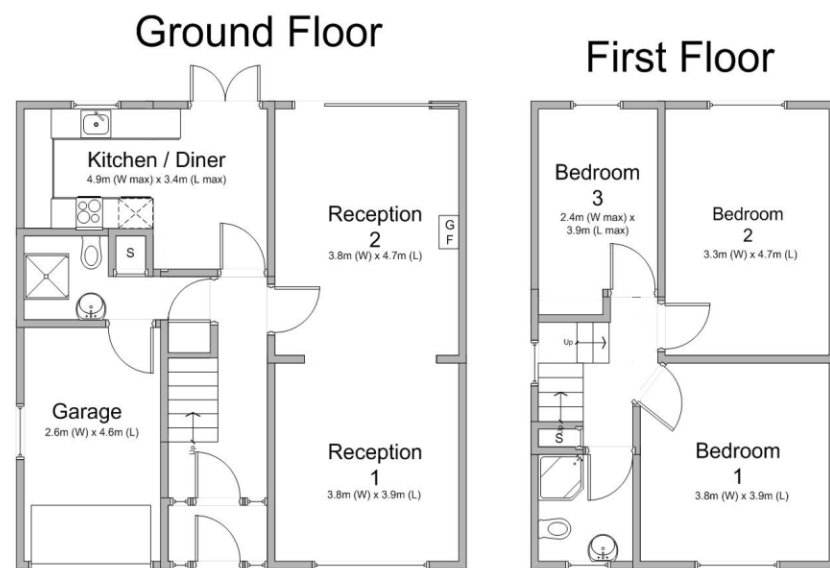 Ground Floor
First Floor
Kitchen / Diner
4.9m (W max) x 3.4m (L max)
Reception
2
3.8m (W) x 4.7m (L)
G
F
S
Garage
2.6m (W) x 4.6m (L)
Up
Reception
1
3.8m (W) x 3.9m (L)
Bedroom
3
2.4m (W max) x
3.9m (L max)
Bedroom
2
3.3m (W) x 4.7m (L)
Up
Up
S
Bedroom
1
3.8m (W) x 3.9m (L)